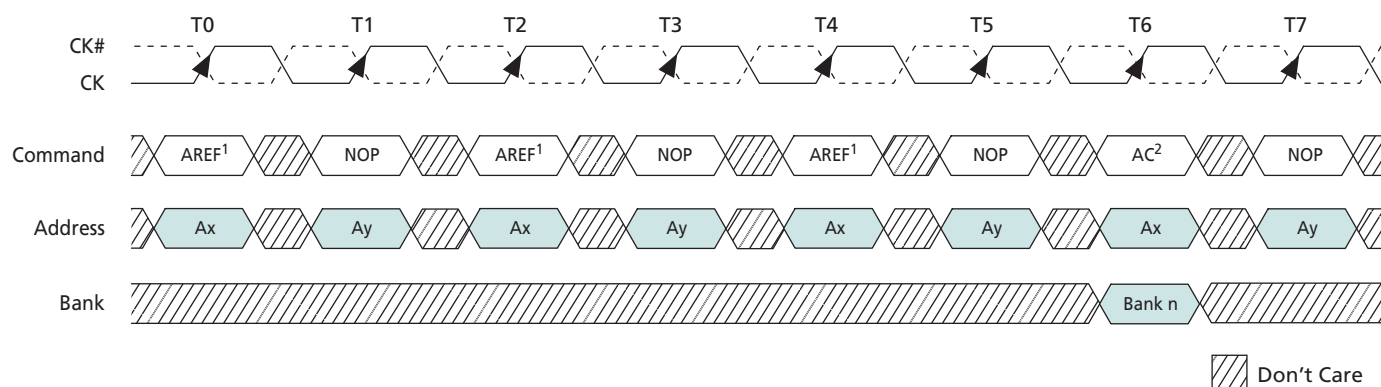 T0 T1 T2 T3 T4 T5 T6 T7
CK#
CK
Command AREF¹ NOP AREF¹ NOP AREF¹ NOP AC² NOP
Address Ax Ay Ax Ay Ax Ay Ax Ay
Bank Bank n
Don't Care